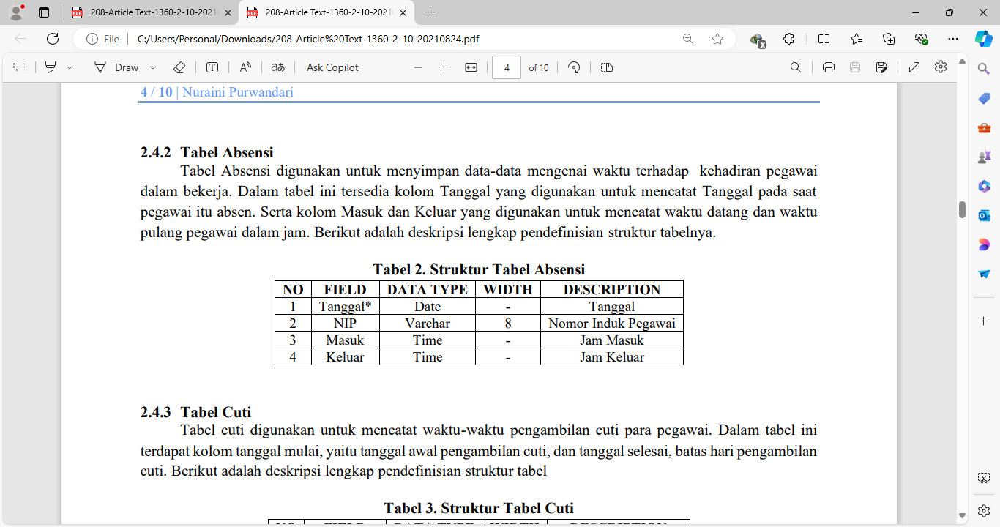 208-Article Text-1360-2-10-2021
208-Article Text-1360-2-10-2021
File
C:/Users/Personal/Downloads/208-Article%20Text-1360-2-10-20210824.pdf
Draw
Ask Copilot
4 of 10
4 / 10 | Nuraini Purwandari
2.4.2 Tabel Absensi
Tabel Absensi digunakan untuk menyimpan data-data mengenai waktu terhadap kehadiran pegawai
dalam bekerja. Dalam tabel ini tersedia kolom Tanggal yang digunakan untuk mencatat Tanggal pada saat
pegawai itu absen. Serta kolom Masuk dan Keluar yang digunakan untuk mencatat waktu datang dan waktu
pulang pegawai dalam jam. Berikut adalah deskripsi lengkap pendefinisian struktur tabelnya.
Tabel 2. Struktur Tabel Absensi
NO FIELD DATA TYPE WIDTH DESCRIPTION
1 Tanggal* Date - Tanggal
2 NIP Varchar 8 Nomor Induk Pegawai
3 Masuk Time - Jam Masuk
4 Keluar Time - Jam Keluar
2.4.3 Tabel Cuti
Tabel cuti digunakan untuk mencatat waktu-waktu pengambilan cuti para pegawai. Dalam tabel ini
terdapat kolom tanggal mulai, yaitu tanggal awal pengambilan cuti, dan tanggal selesai, batas hari pengambilan
cuti. Berikut adalah deskripsi lengkap pendefinisian struktur tabel
Tabel 3. Struktur Tabel Cuti